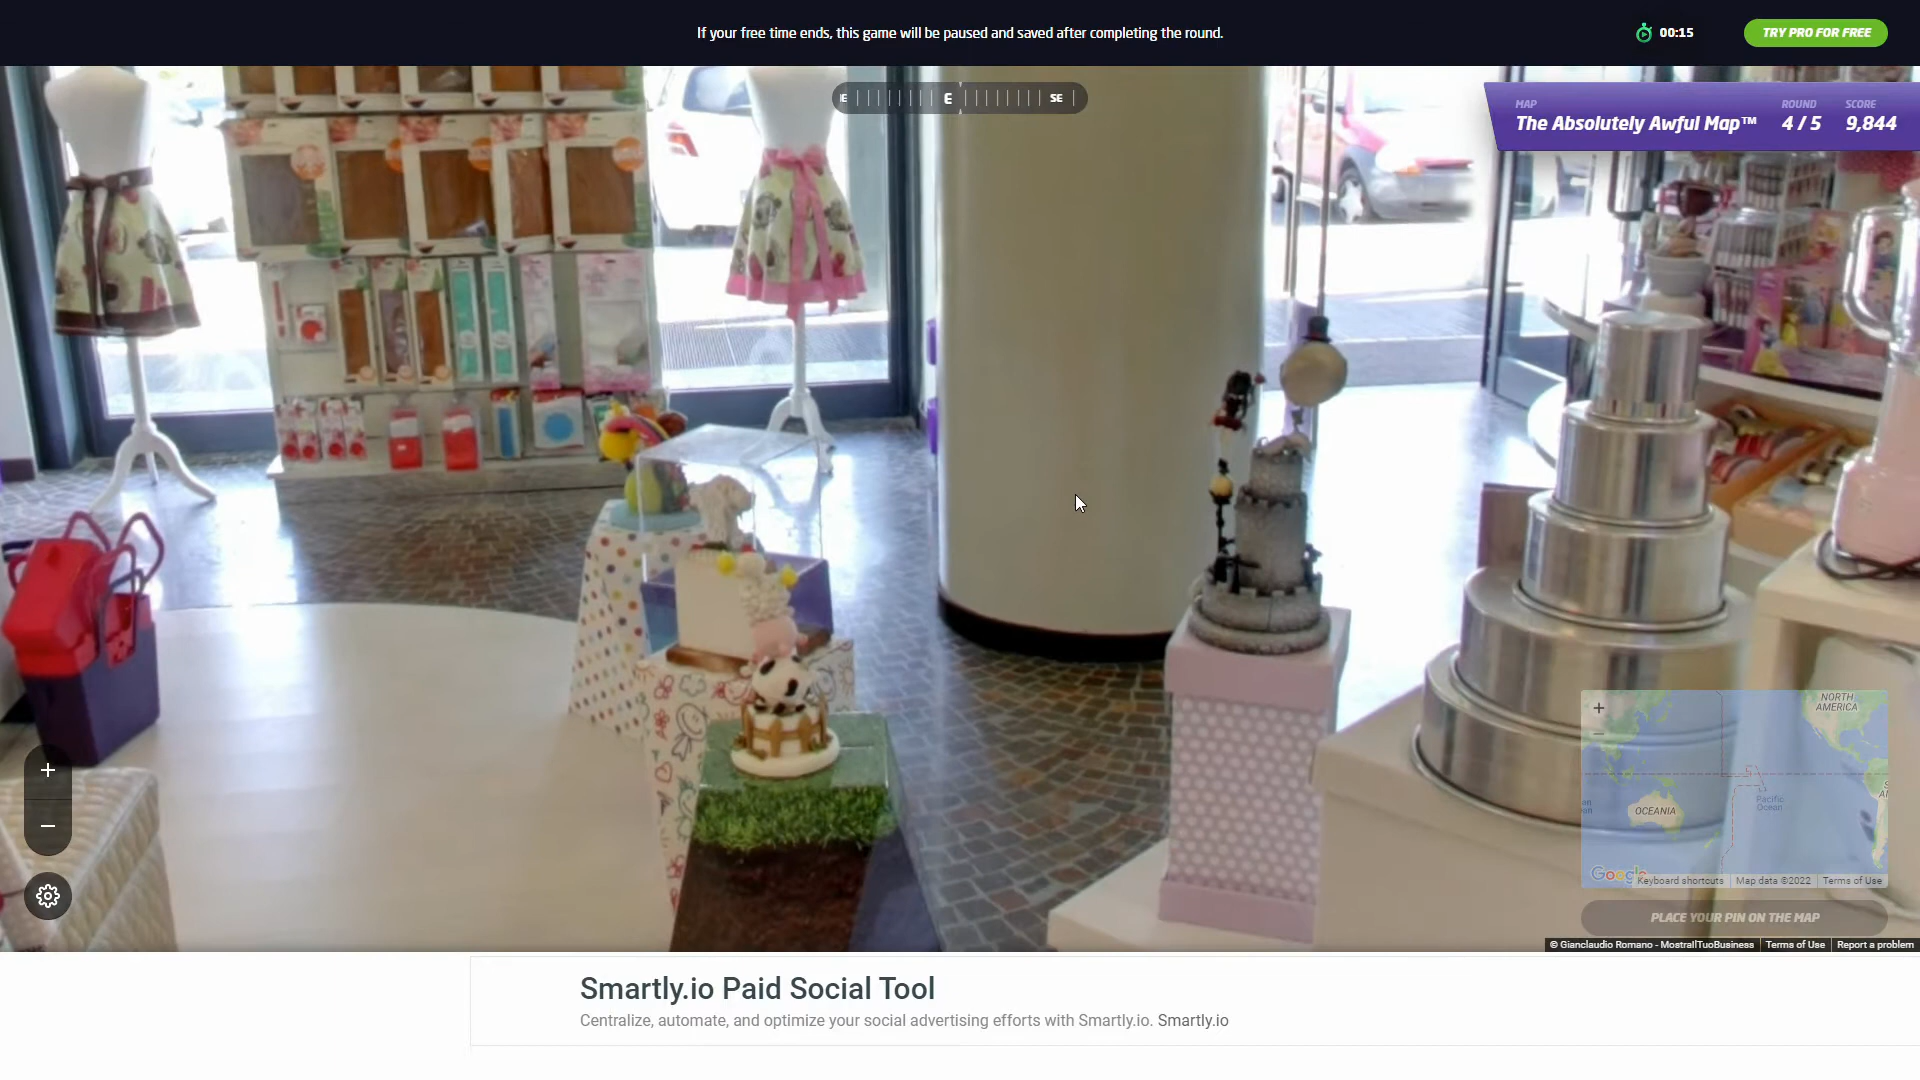 If your free time ends, this game will be paused and saved after completing the round.
00:15
TRY PRO FOR FREE
E
SE
MAP
The Absolutely Awful Map™
ROUND
4 / 5
SCORE
9,844
NORTH
AMERICA
OCEANIA
Pacific
Ocean
Google
Keyboard shortcuts
Map data ©2022
Terms of Use
PLACE YOUR PIN ON THE MAP
© Gianclaudio Romano - MostraIlTuoBusiness
Terms of Use
Report a problem
Smartly.io Paid Social Tool
Centralize, automate, and optimize your social advertising efforts with Smartly.io. Smartly.io